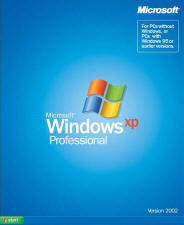 Microsoft
For PCs without
Windows, or
PCs with
Windows 95 or
earlier versions.
Microsoft
Windows xp
Professional
Version 2002
start